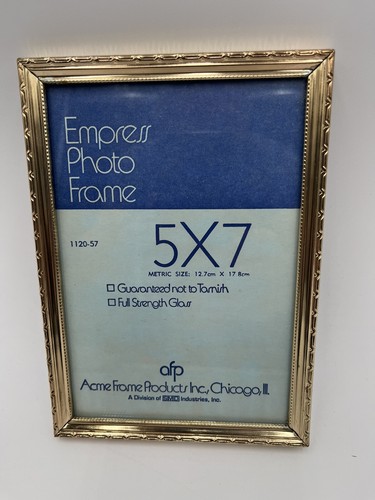 Empress
Photo
Frame
1120-57
5X7
METRIC SIZE: 12.7cm X 17 8cm
Guaranteed not to Tarnish
Full Strength Glass
afp
Acme Frame Products Inc., Chicago, Ill.
A Division of SMD Industries, Inc.